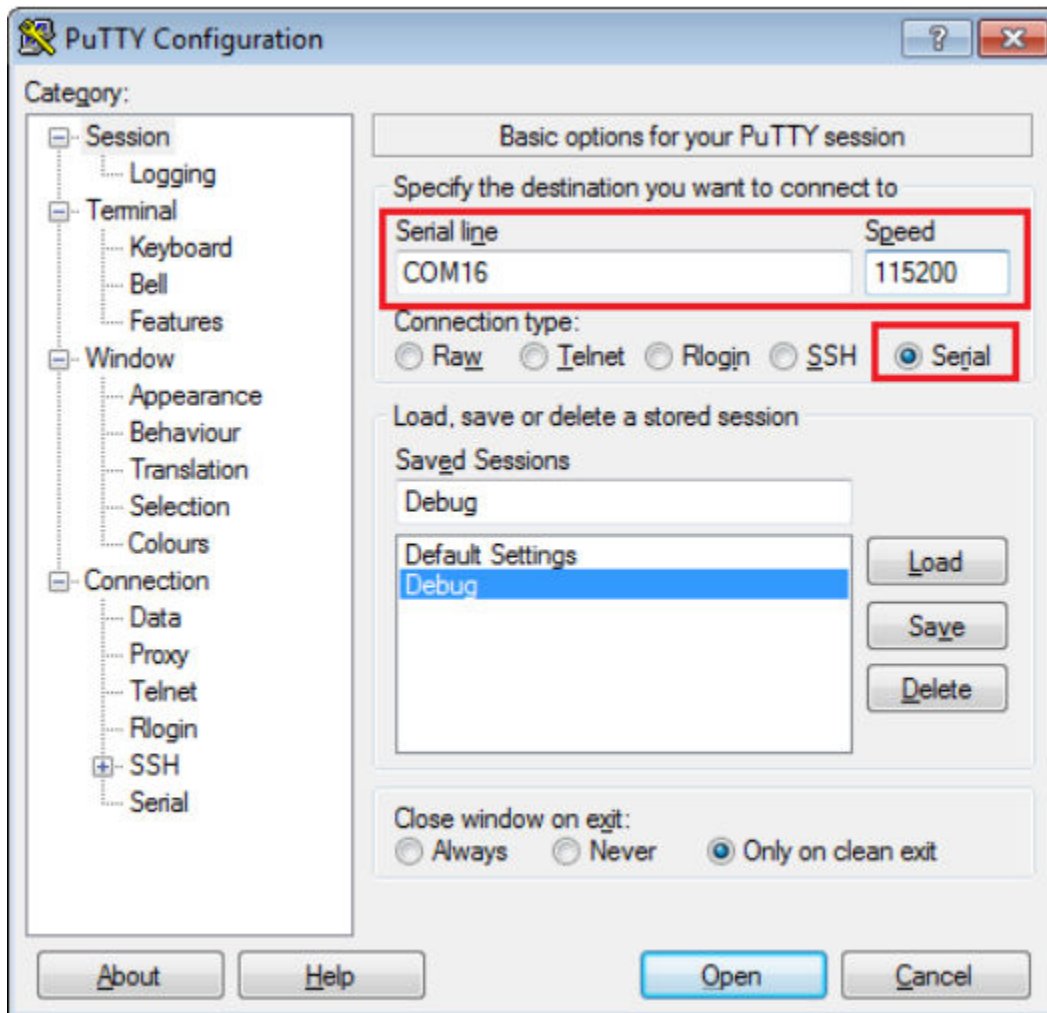 PuTTY Configuration
Category:
Session
Logging
Terminal
Keyboard
Bell
Features
Window
Appearance
Behaviour
Translation
Selection
Colours
Connection
Data
Proxy
Telnet
Rlogin
SSH
Serial
Basic options for your PuTTY session
Specify the destination you want to connect to
Serial line Speed
COM16 115200
Connection type:
Raw Telnet Rlogin SSH Serial
Load, save or delete a stored session
Saved Sessions
Debug
Default Settings
Debug
Load
Save
Delete
Close window on exit:
Always Never Only on clean exit
About Help Open Cancel